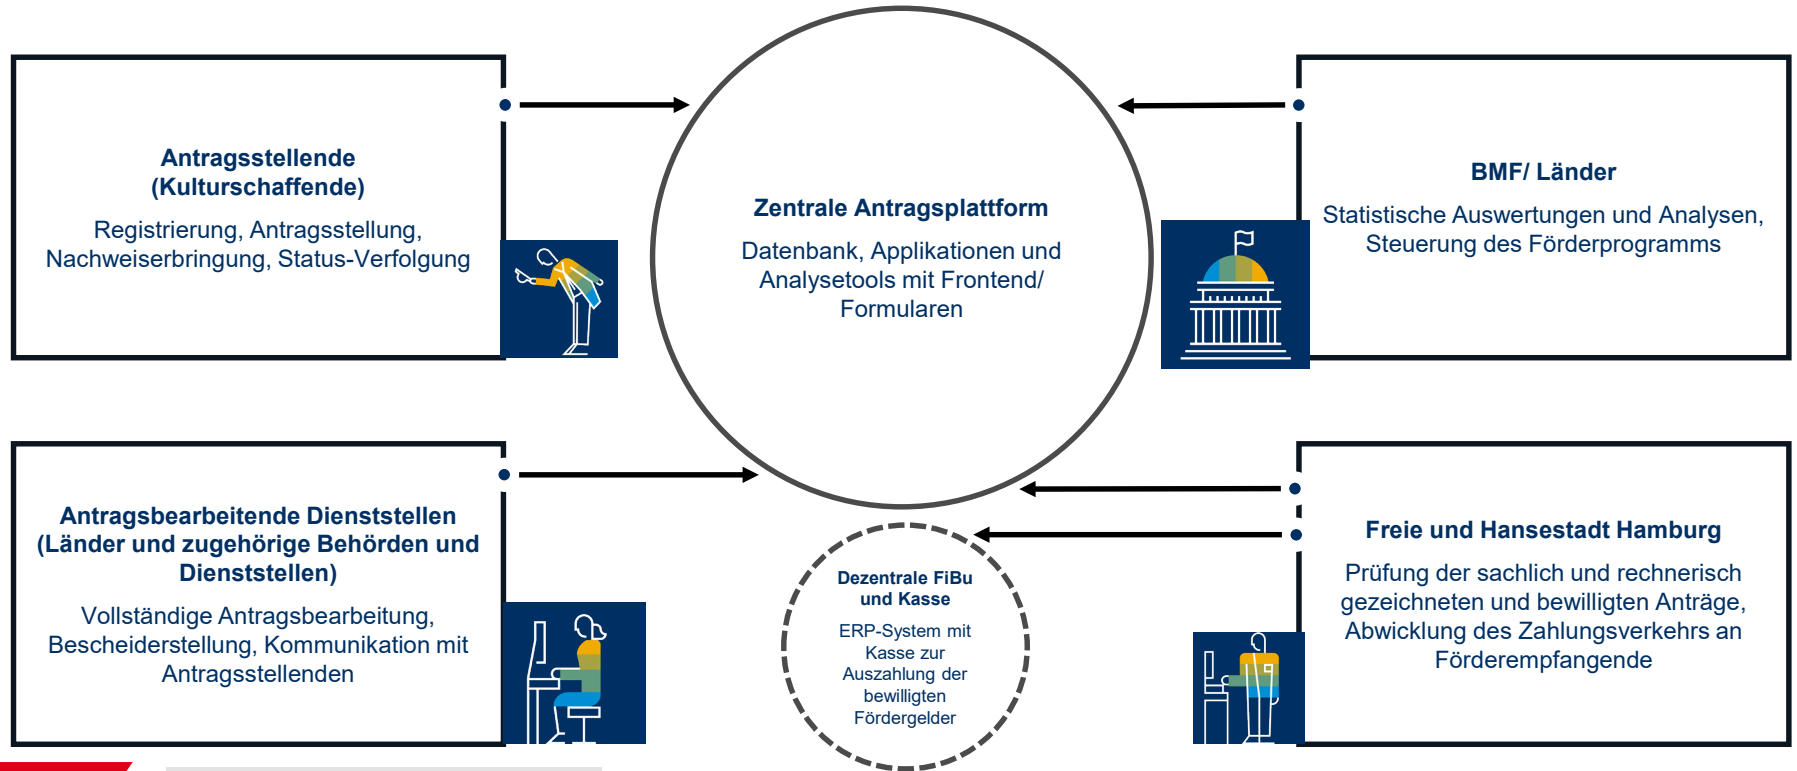 Antragsstellende
(Kulturschaffende)
Registrierung, Antragsstellung,
Nachweiserbringung, Status-Verfolgung
Zentrale Antragsplattform
Datenbank, Applikationen und
Analysetools mit Frontend/
Formularen
BMF/ Länder
Statistische Auswertungen und Analysen,
Steuerung des Förderprogramms
Antragsbearbeitende Dienststellen
(Länder und zugehörige Behörden und
Dienststellen)
Vollständige Antragsbearbeitung,
Bescheiderstellung, Kommunikation mit
Antragsstellenden
Dezentrale FiBu
und Kasse
ERP-System mit
Kasse zur
Auszahlung der
bewilligten
Fördergelder
Freie und Hansestadt Hamburg
Prüfung der sachlich und rechnerisch
gezeichneten und bewilligten Anträge,
Abwicklung des Zahlungsverkehrs an
Förderempfangende